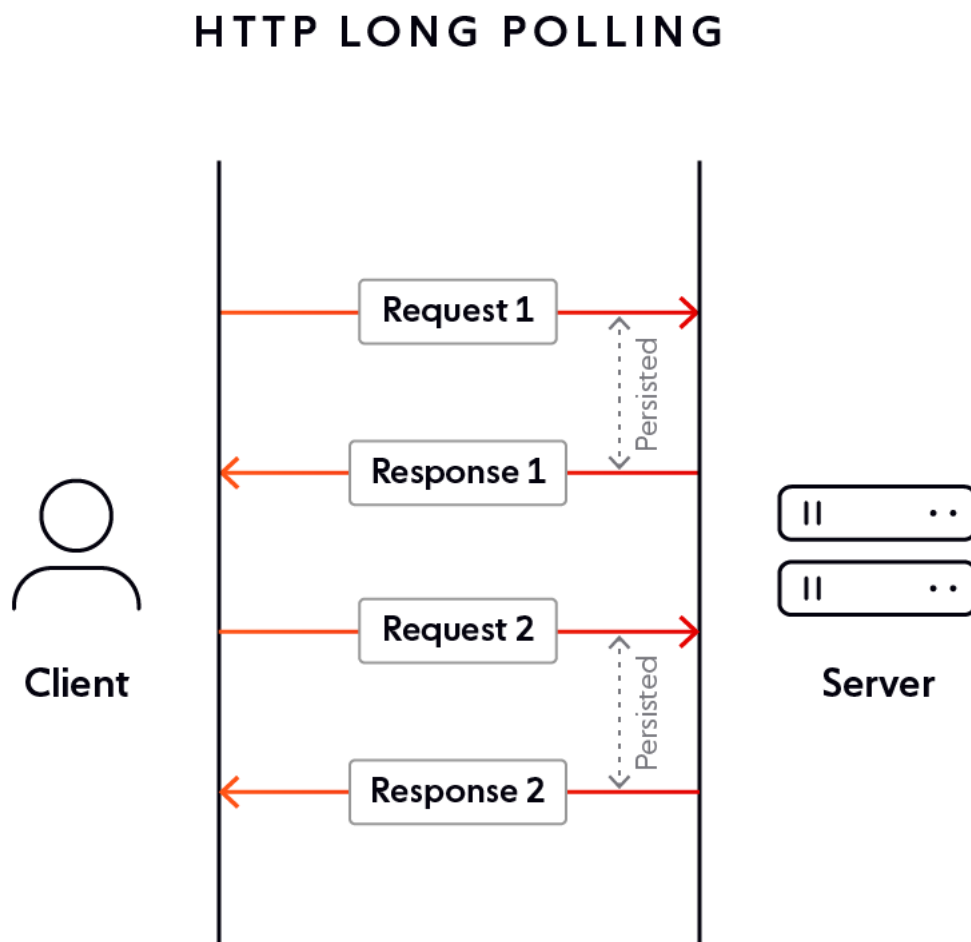 HTTP LONG POLLING
Request 1
Persisted
Response 1
Request 2
Persisted
Response 2
Client
Server